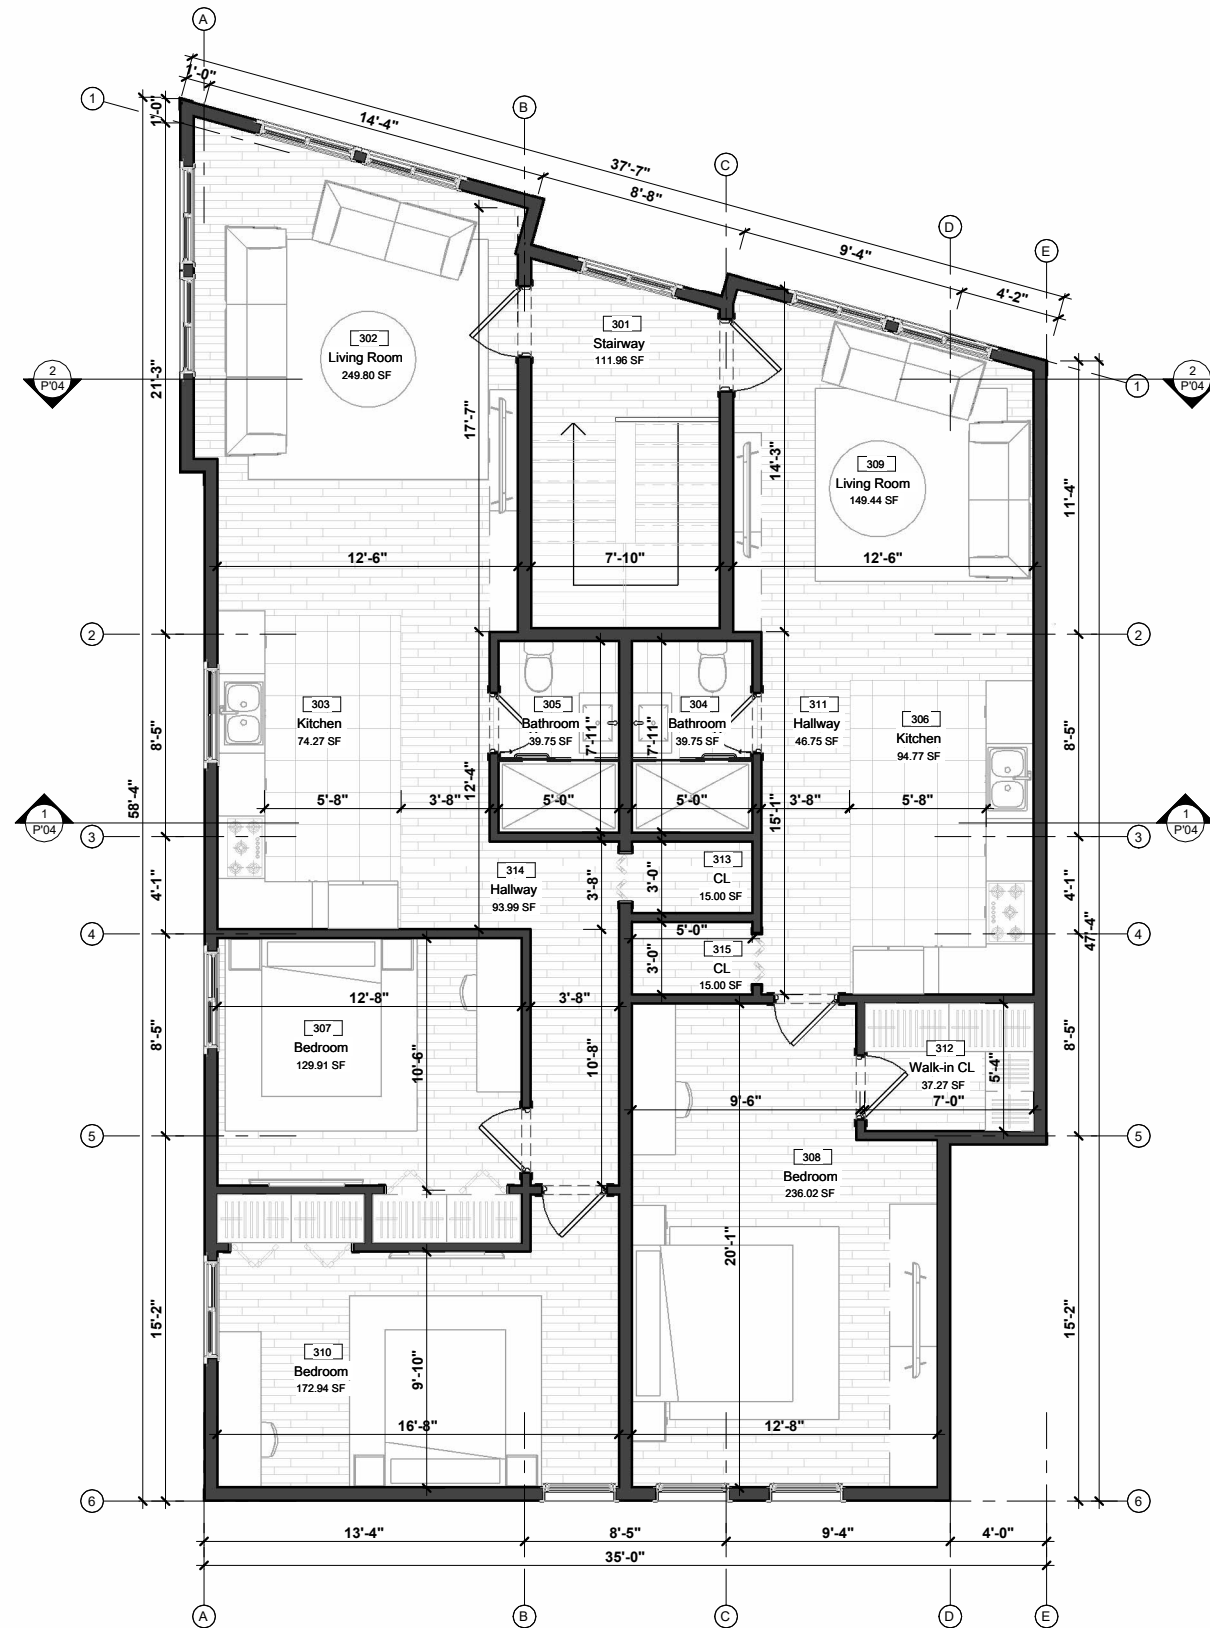 A
1'-0"
1
1'-0"
14'-4"
B
37'-7"
8'-8"
C
9'-4"
D
4'-2"
E
302
Living Room
249.80 SF
301
Stairway
111.96 SF
2
P'04
2
P'04
1
21'-3"
17'-7"
14'-3"
309
Living Room
149.44 SF
11'-4"
12'-6"
7'-10"
12'-6"
2
2
303
Kitchen
74.27 SF
305
Bathroom
39.75 SF
304
Bathroom
39.75 SF
311
Hallway
46.75 SF
306
Kitchen
94.77 SF
8'-5"
7'-11"
7'-11"
8'-5"
58'-4"
12'-4"
15'-1"
5'-8"
3'-8"
5'-0"
5'-0"
3'-8"
5'-8"
1
P'04
1
P'04
3
3
314
Hallway
93.99 SF
313
CL
15.00 SF
4'-1"
3'-8"
3'-0"
4'-1"
4
5'-0"
4
47'-4"
315
CL
15.00 SF
3'-0"
12'-8"
3'-8"
307
Bedroom
129.91 SF
8'-5"
10'-6"
10'-8"
312
Walk-in CL
37.27 SF
5'-4"
8'-5"
9'-6"
7'-0"
5
5
308
Bedroom
236.02 SF
20'-1"
15'-2"
15'-2"
310
Bedroom
172.94 SF
9'-10"
16'-8"
12'-8"
6
6
13'-4"
8'-5"
9'-4"
4'-0"
35'-0"
A
B
C
D
E